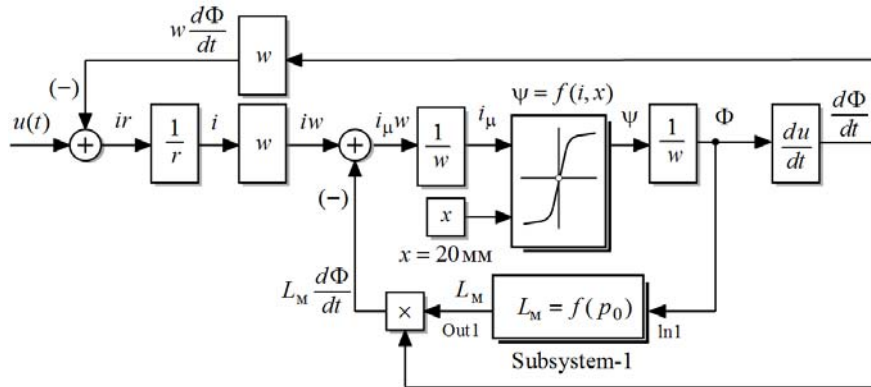 w dΦ/dt
w
(−)
ψ = f(i, x)
u(t)
ir
1/r
i
w
iw
i_μ w
1/w
i_μ
Ψ
1/w
Φ
du/dt
dΦ/dt
(−)
x
x = 20 мм
L_м dΦ/dt
×
L_м
Out1
L_м = f(p_0)
In1
Subsystem-1